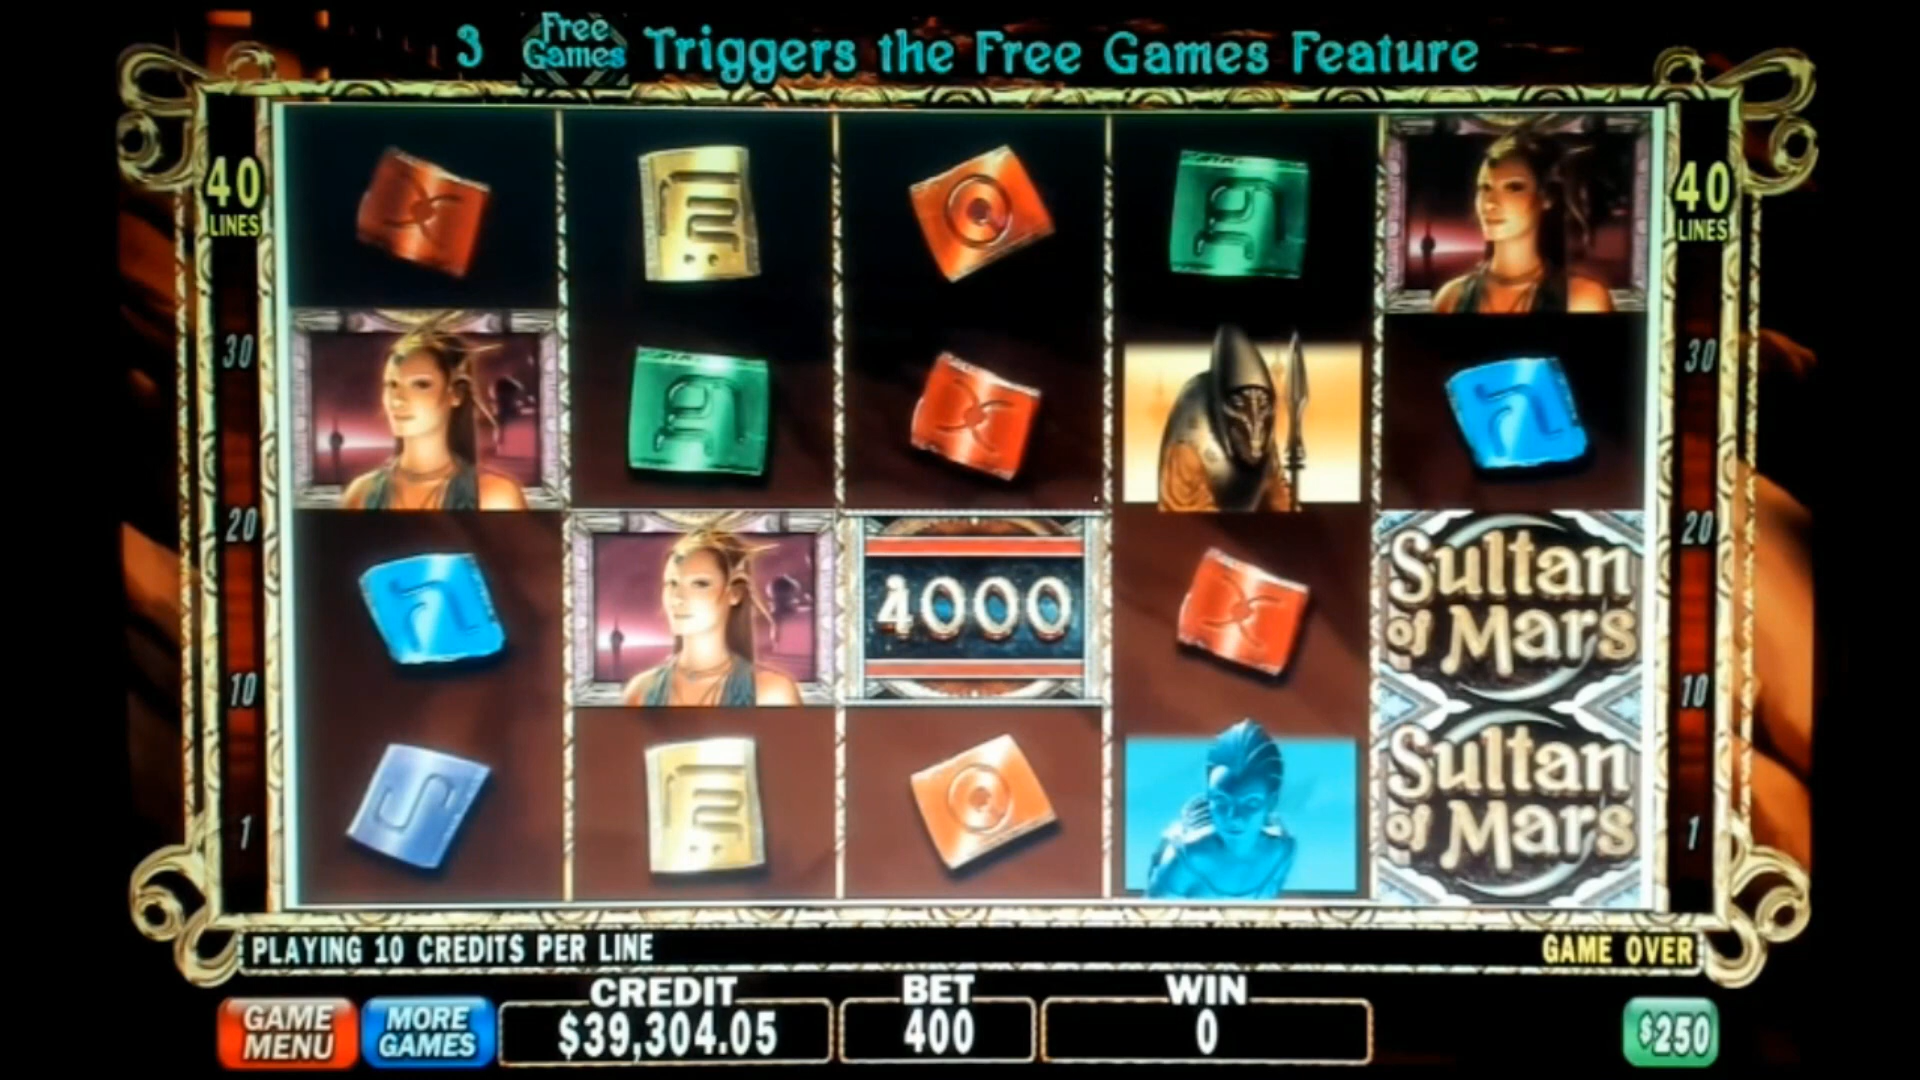 3 Free Games Triggers the Free Games Feature
40 LINES
40 LINES
30
30
20
20
10
10
1
1
4000
Sultan of Mars
Sultan of Mars
PLAYING 10 CREDITS PER LINE
GAME OVER
GAME MENU
MORE GAMES
CREDIT
$39,304.05
BET
400
WIN
0
$250